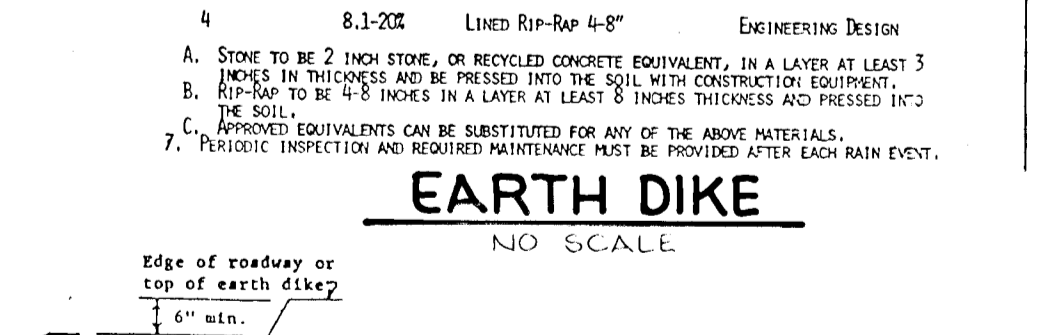 4 8.1-20% LINED RIP-RAP 4-8" ENGINEERING DESIGN
A. STONE TO BE 2 INCH STONE, OR RECYCLED CONCRETE EQUIVALENT, IN A LAYER AT LEAST 3
INCHES IN THICKNESS AND BE PRESSED INTO THE SOIL WITH CONSTRUCTION EQUIPMENT.
B. RIP-RAP TO BE 4-8 INCHES IN A LAYER AT LEAST 8 INCHES THICKNESS AND PRESSED INTO
THE SOIL.
C. APPROVED EQUIVALENTS CAN BE SUBSTITUTED FOR ANY OF THE ABOVE MATERIALS.
7. PERIODIC INSPECTION AND REQUIRED MAINTENANCE MUST BE PROVIDED AFTER EACH RAIN EVENT.
EARTH DIKE
NO SCALE
Edge of roadway or
top of earth dike
6" min.